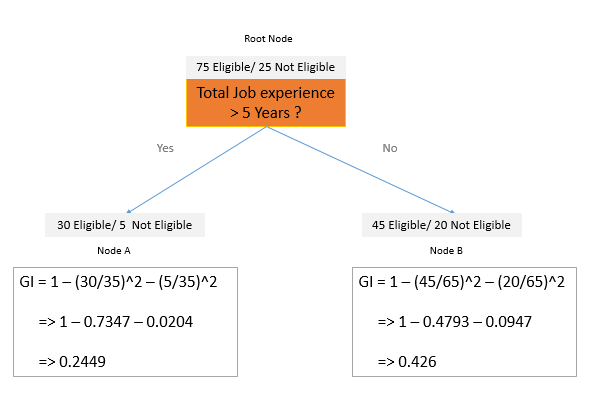 Root Node
75 Eligible/ 25 Not Eligible
Total Job experience
> 5 Years ?
Yes
No
30 Eligible/ 5 Not Eligible
45 Eligible/ 20 Not Eligible
Node A
Node B
GI = 1 – (30/35)^2 – (5/35)^2
=> 1 – 0.7347 – 0.0204
=> 0.2449
GI = 1 – (45/65)^2 – (20/65)^2
=> 1 – 0.4793 – 0.0947
=> 0.426